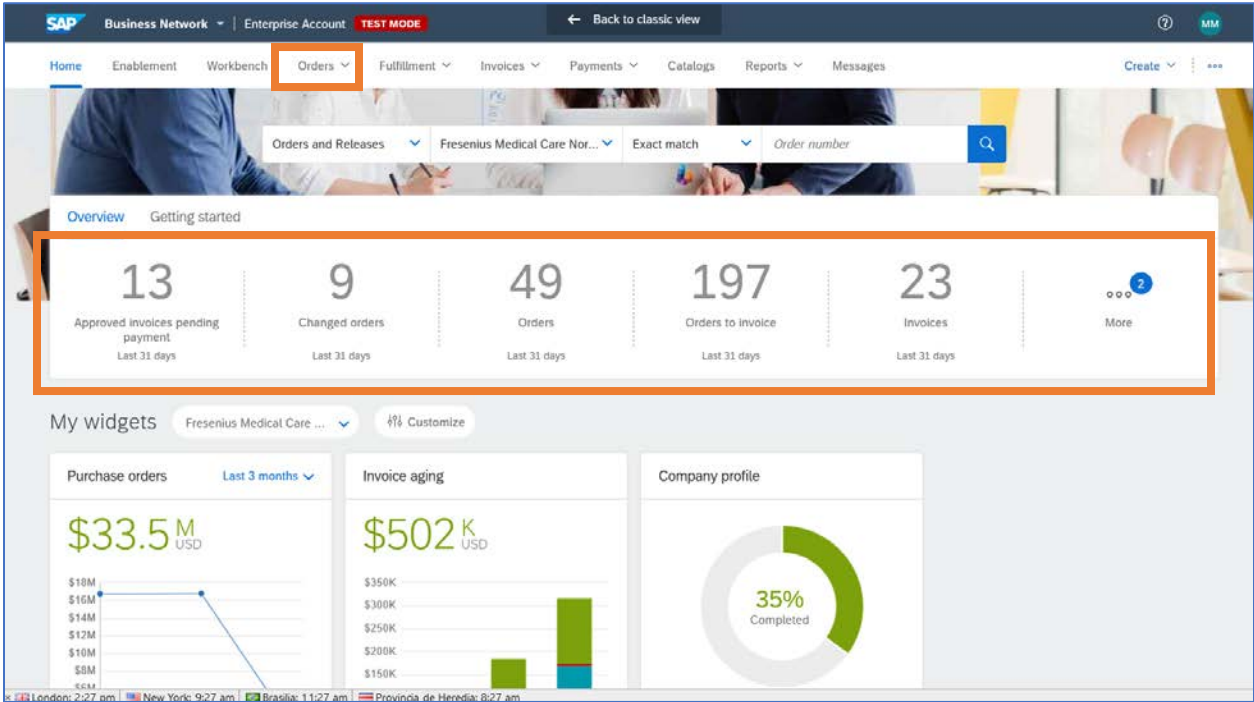 SAP Business Network | Enterprise Account TEST MODE ← Back to classic view MM
Home Enablement Workbench Orders Fulfillment Invoices Payments Catalogs Reports Messages Create
Orders and Releases Fresenius Medical Care Nor... Exact match Order number
Overview Getting started
13 9 49 197 23 2
Approved invoices pending Changed orders Orders Orders to invoice Invoices More
payment
Last 31 days Last 31 days Last 31 days Last 31 days Last 31 days
My widgets Fresenius Medical Care ... Customize
Purchase orders Last 3 months Invoice aging Company profile
$33.5 M USD $502 K USD
$18M $350K
$16M $300K 35%
$14M $250K Completed
$12M
$10M $200K
$8M $150K
London: 2:27 pm New York: 9:27 am Brasilia: 11:27 am Provincia de Heredia: 8:27 am